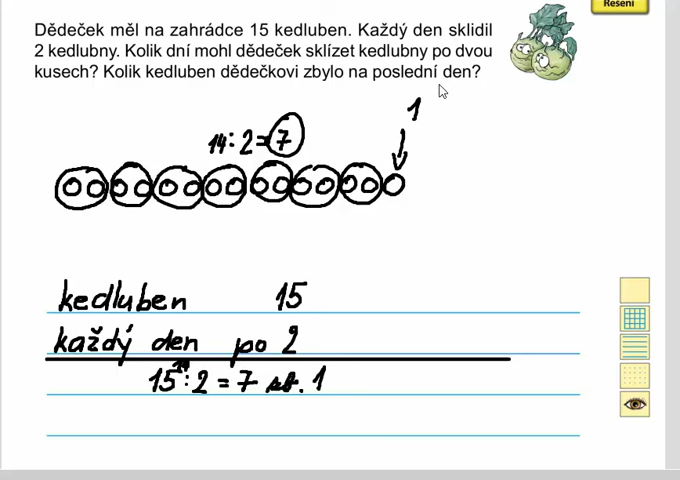 Řešení
Dědeček měl na zahrádce 15 kedluben. Každý den sklidil
2 kedlubny. Kolik dní mohl dědeček sklízet kedlubny po dvou
kusech? Kolik kedluben dědečkovi zbylo na poslední den?
1
14:2=7
kedluben 15
každý den po 2
15 14 : 2 = 7 zb. 1